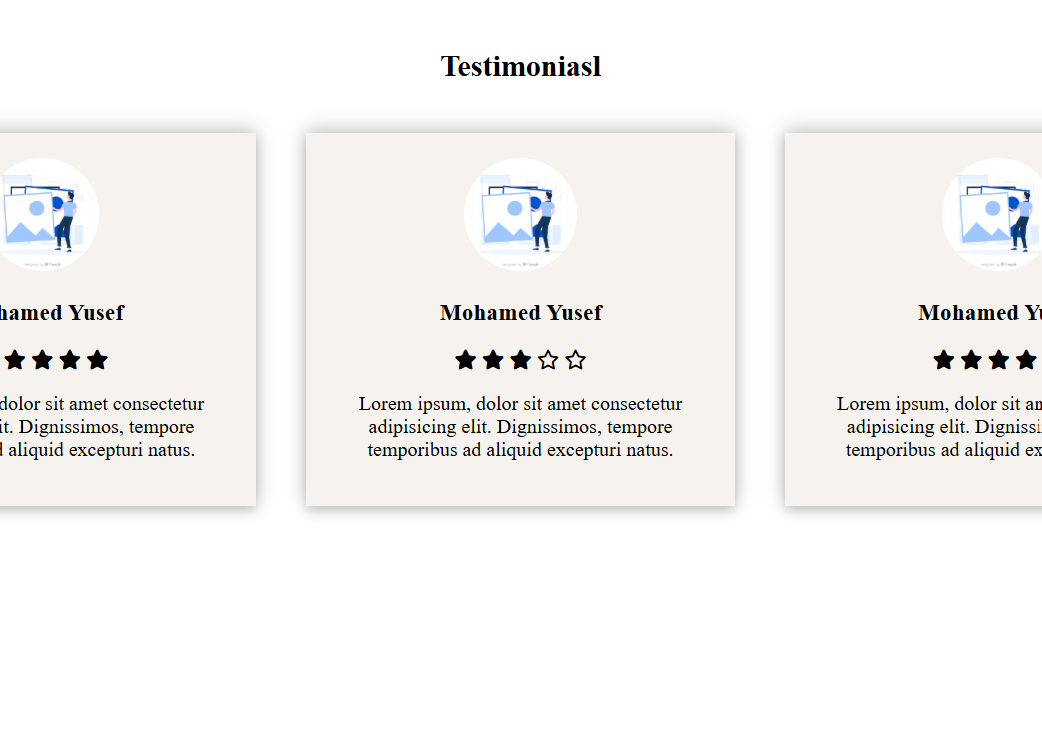 Testimoniasl
hamed Yusef
dolor sit amet consectetur
it. Dignissimos, tempore
d aliquid excepturi natus.
Mohamed Yusef
Lorem ipsum, dolor sit amet consectetur
adipisicing elit. Dignissimos, tempore
temporibus ad aliquid excepturi natus.
Mohamed Yu
Lorem ipsum, dolor sit am
adipisicing elit. Dignissi
temporibus ad aliquid ex